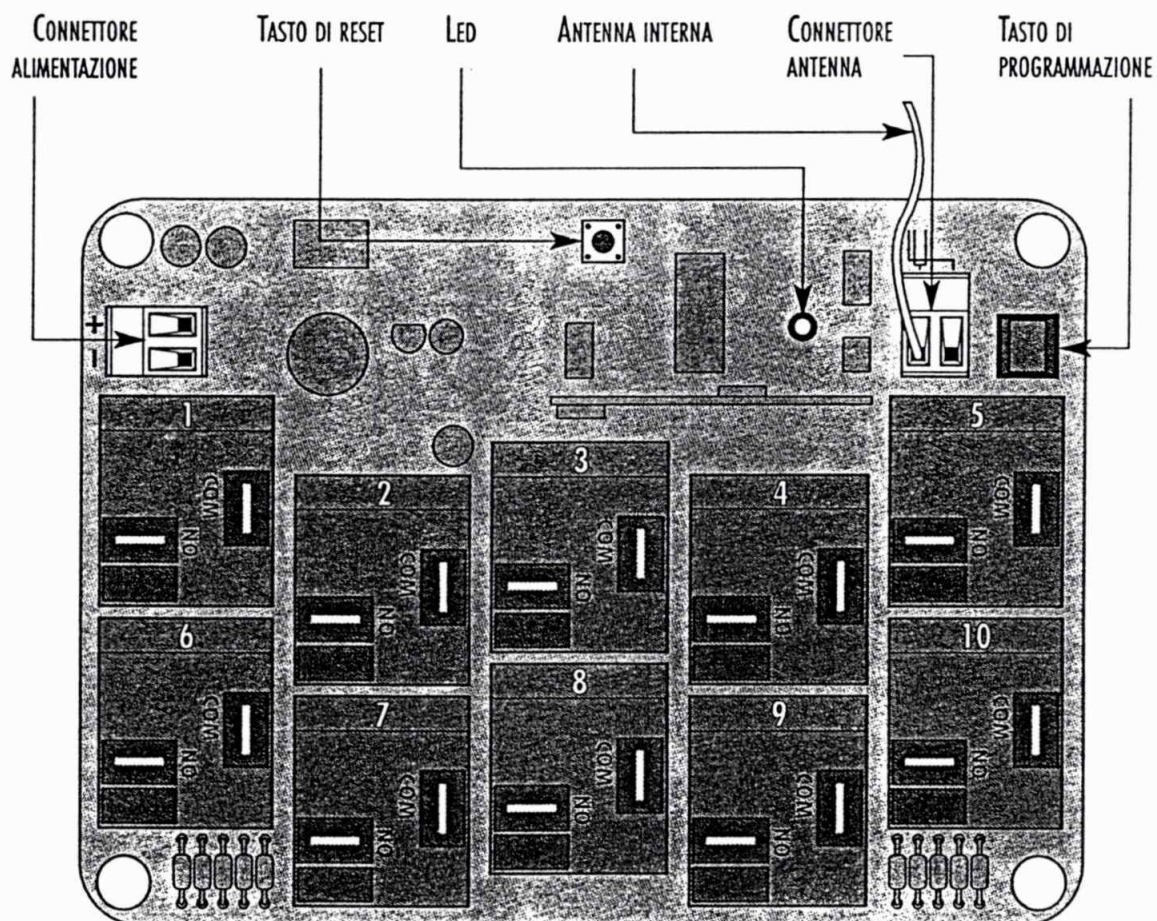 CONNETTORE
ALIMENTAZIONE
TASTO DI RESET
LED
ANTENNA INTERNA
CONNETTORE
ANTENNA
TASTO DI
PROGRAMMAZIONE
+
−
1
COM
NO
2
COM
NO
3
COM
NO
4
COM
NO
5
COM
NO
6
COM
NO
7
COM
NO
8
COM
NO
9
COM
NO
10
COM
NO